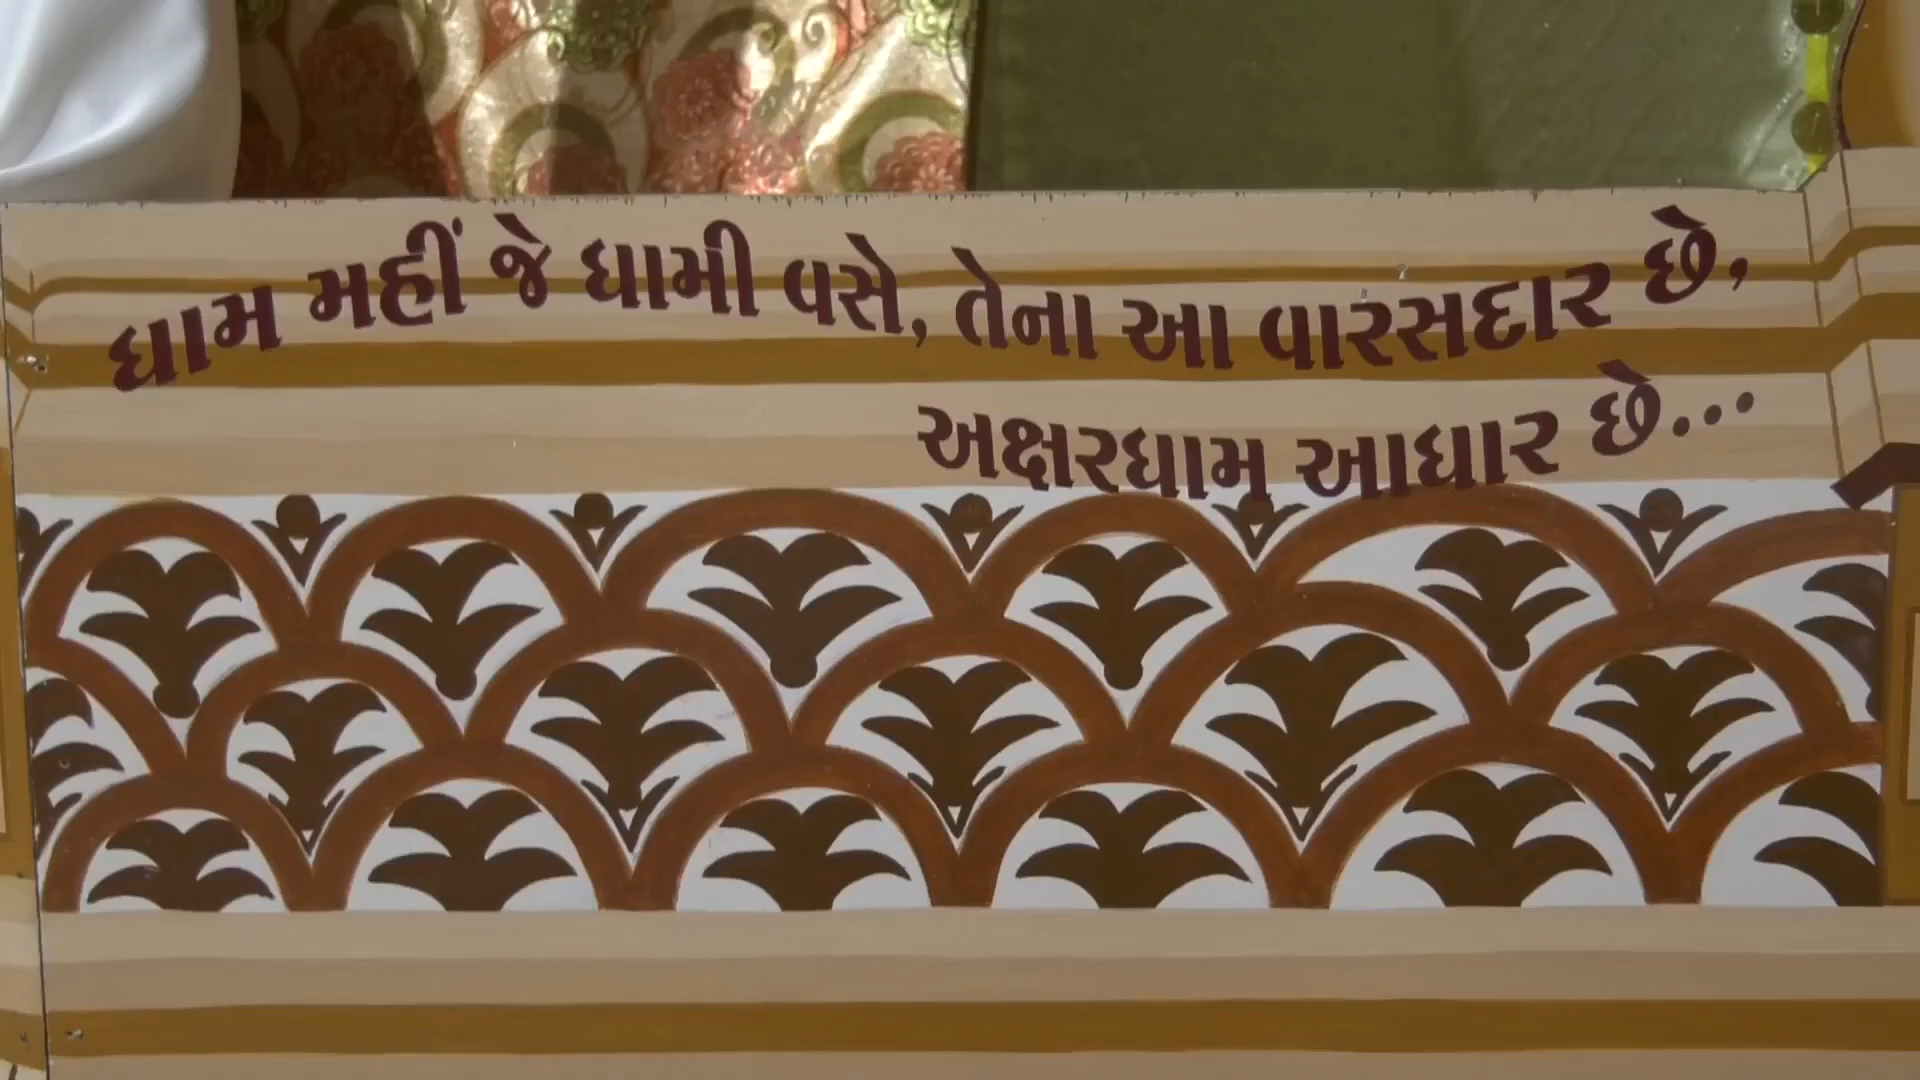 ધામ મહીં જે ધામી વસે, તેના આ વારસદાર છે,
અક્ષરધામ આધાર છે...